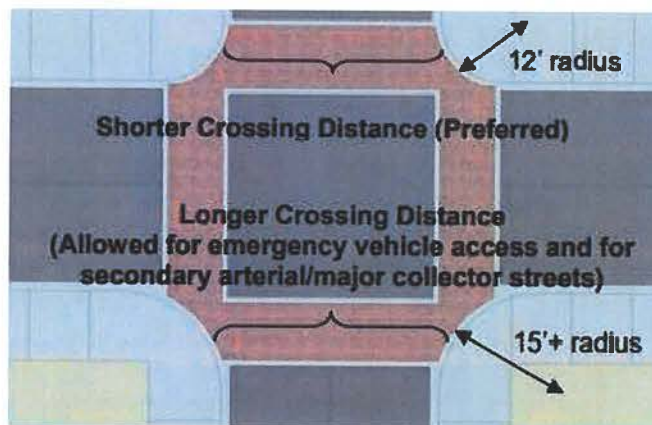 12' radius
Shorter Crossing Distance (Preferred)
Longer Crossing Distance
(Allowed for emergency vehicle access and for
secondary arterial/major collector streets)
15'+ radius